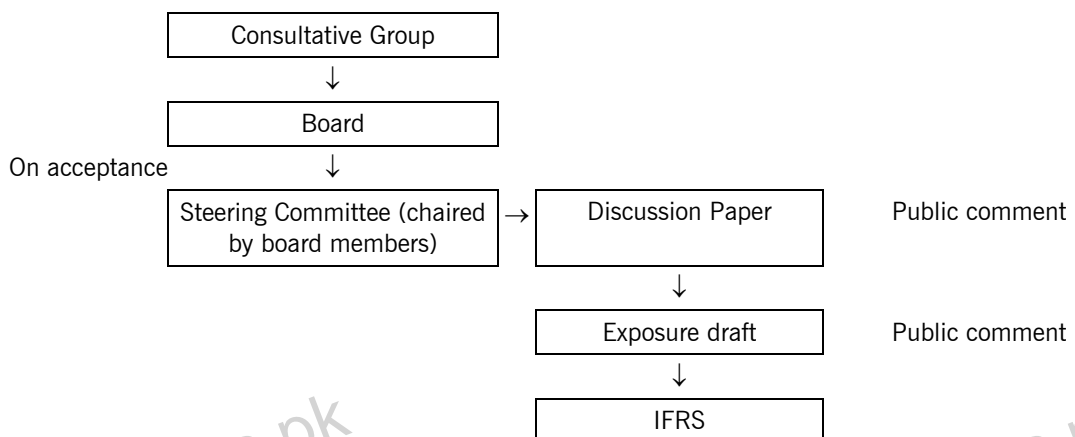 Consultative Group
↓
Board
On acceptance ↓
Steering Committee (chaired
by board members)
→
Discussion Paper
Public comment
↓
Exposure draft
Public comment
↓
IFRS